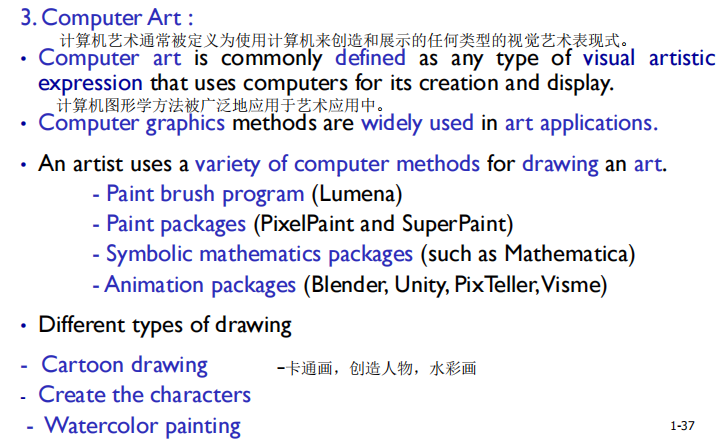 3. Computer Art :
计算机艺术通常被定义为使用计算机来创造和展示的任何类型的视觉艺术表现式。
• Computer art is commonly defined as any type of visual artistic
expression that uses computers for its creation and display.
计算机图形学方法被广泛地应用于艺术应用中。
• Computer graphics methods are widely used in art applications.
• An artist uses a variety of computer methods for drawing an art.
- Paint brush program (Lumena)
- Paint packages (PixelPaint and SuperPaint)
- Symbolic mathematics packages (such as Mathematica)
- Animation packages (Blender, Unity, PixTeller, Visme)
• Different types of drawing
- Cartoon drawing -卡通画，创造人物，水彩画
- Create the characters
- Watercolor painting
1-37